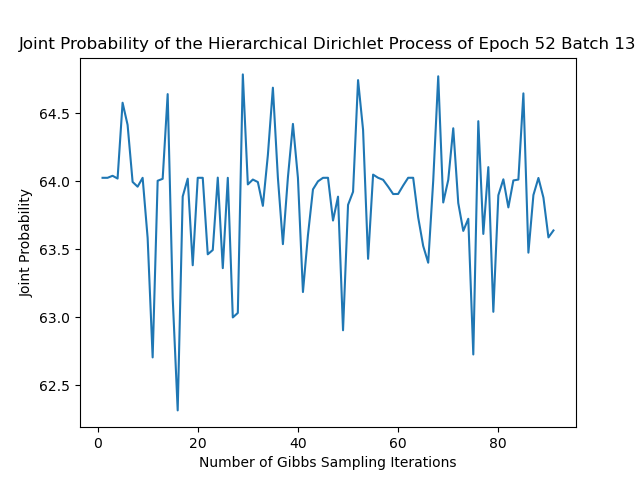 Joint Probability of the Hierarchical Dirichlet Process of Epoch 52 Batch 13
Joint Probability
64.5
64.0
63.5
63.0
62.5
0 20 40 60 80
Number of Gibbs Sampling Iterations